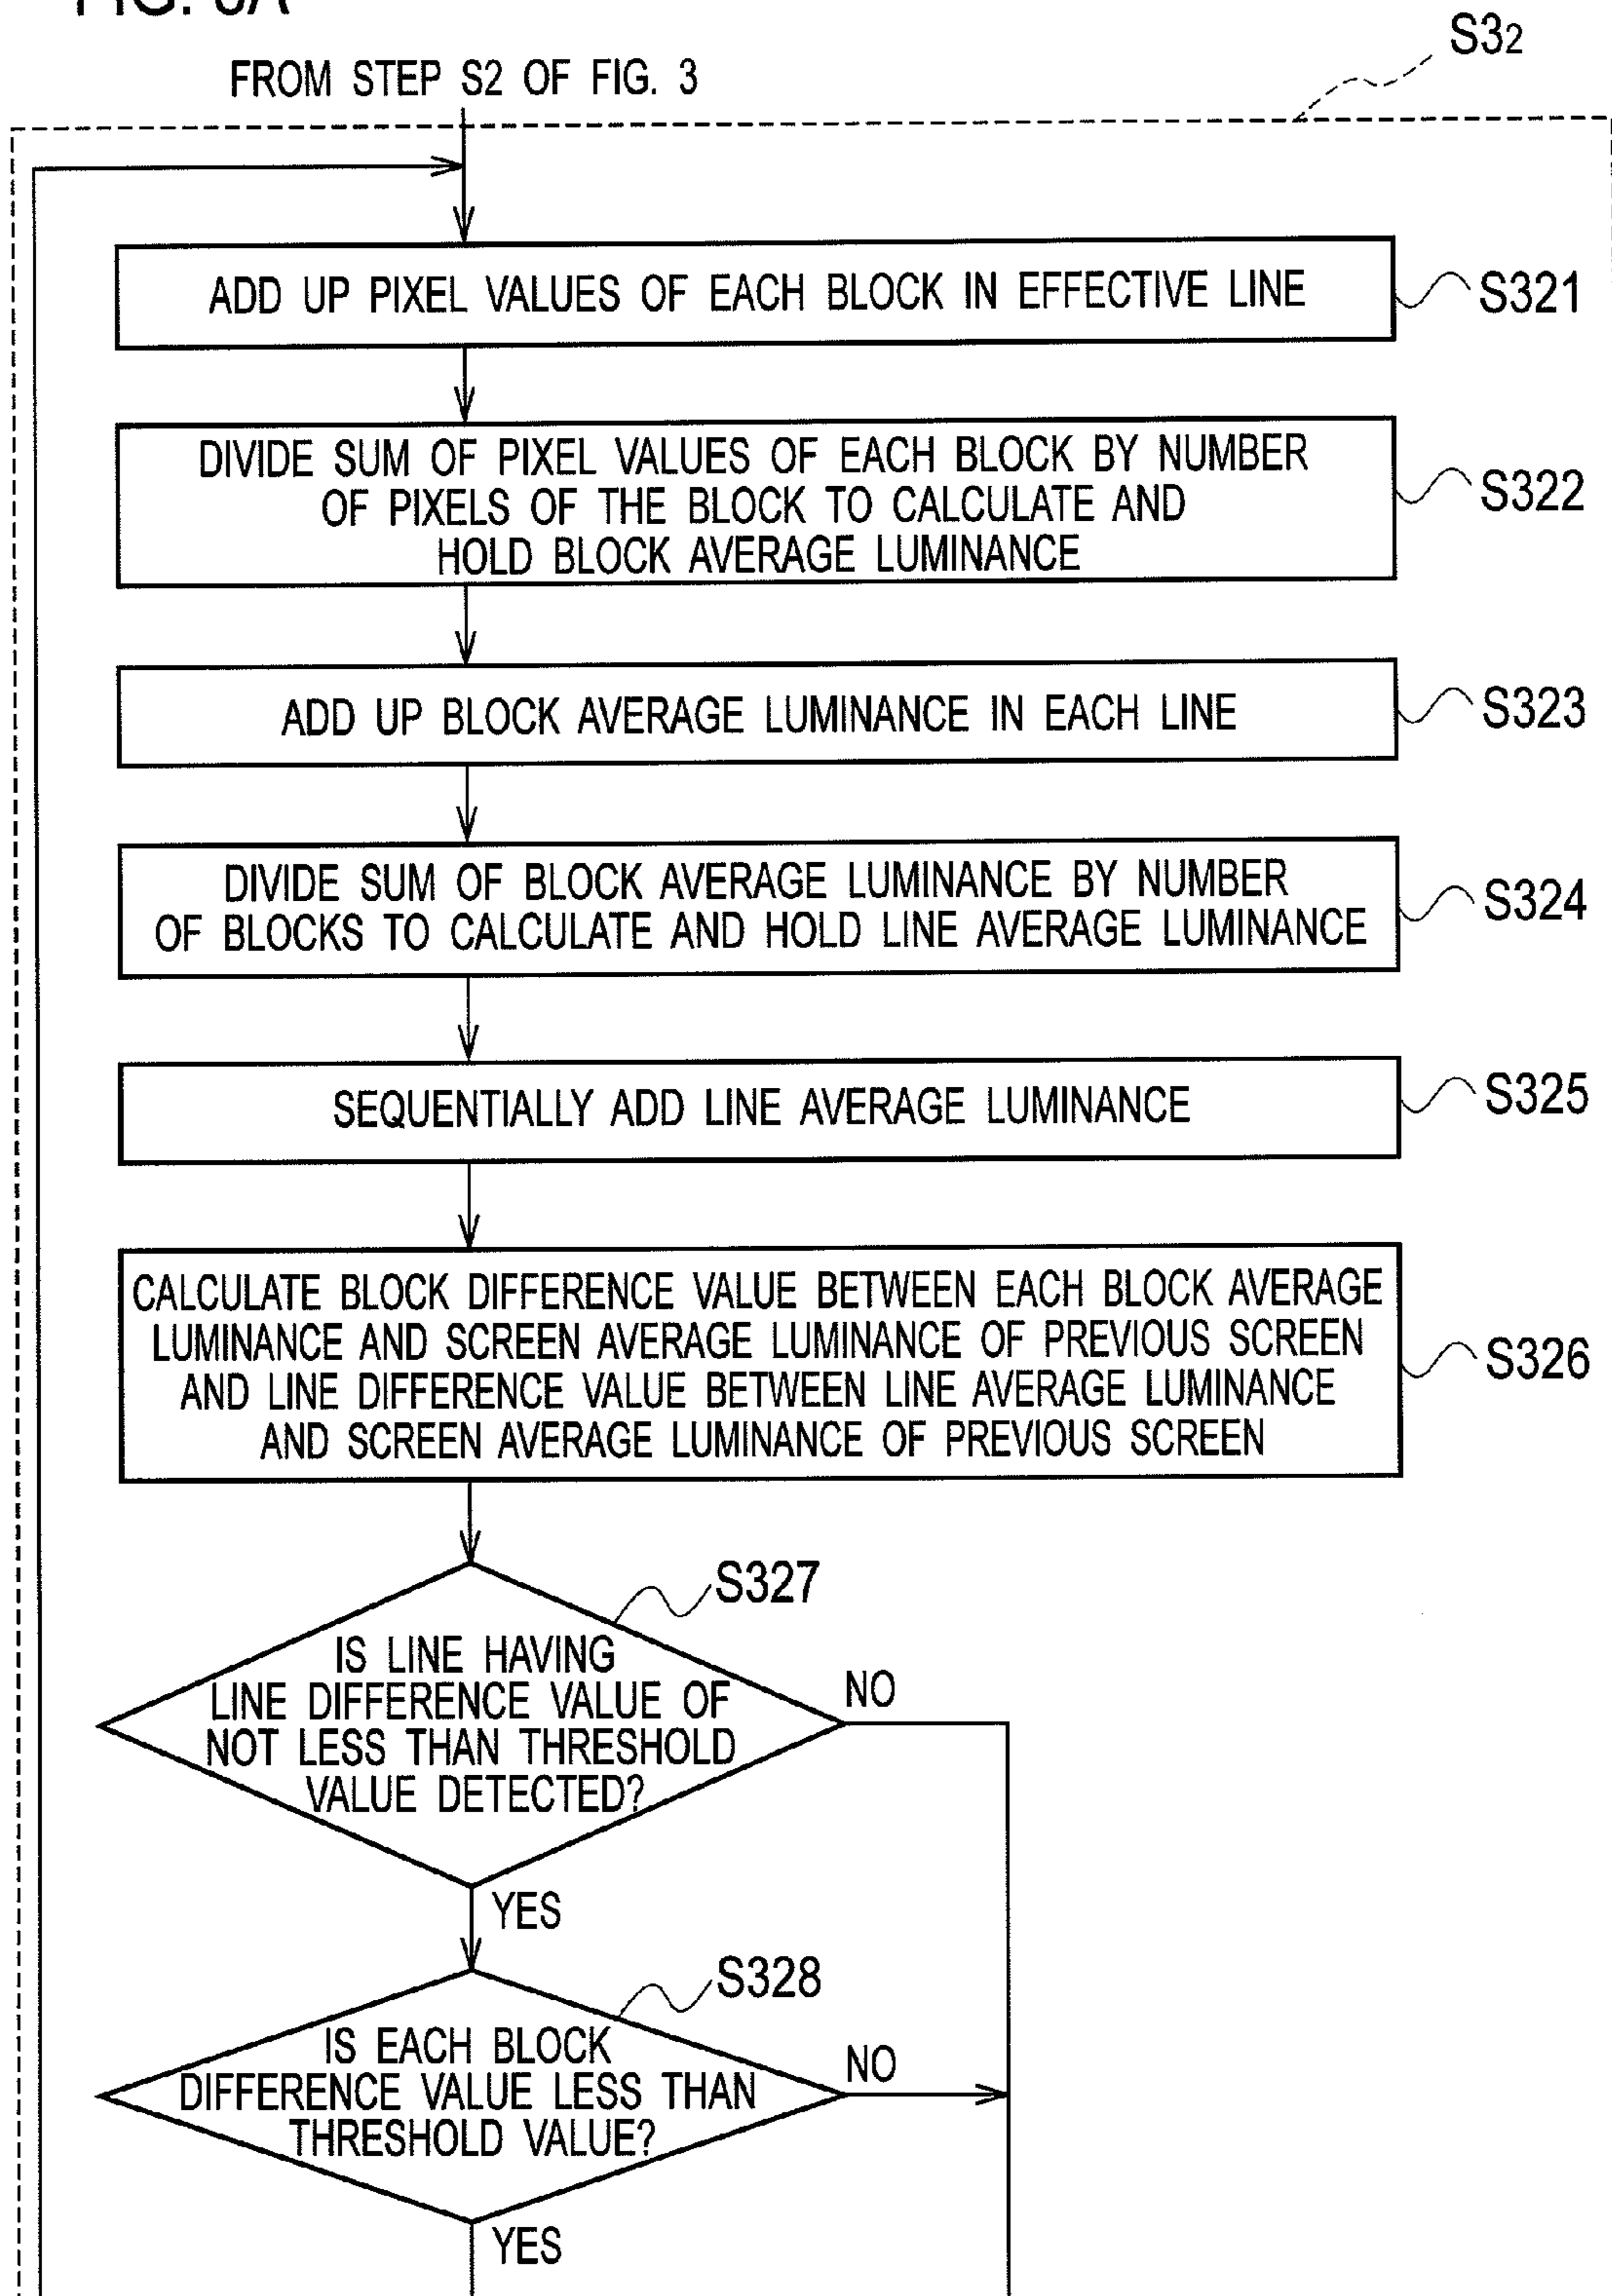 FROM STEP S2 OF FIG. 3
S32
ADD UP PIXEL VALUES OF EACH BLOCK IN EFFECTIVE LINE
S321
DIVIDE SUM OF PIXEL VALUES OF EACH BLOCK BY NUMBER
OF PIXELS OF THE BLOCK TO CALCULATE AND
HOLD BLOCK AVERAGE LUMINANCE
S322
ADD UP BLOCK AVERAGE LUMINANCE IN EACH LINE
S323
DIVIDE SUM OF BLOCK AVERAGE LUMINANCE BY NUMBER
OF BLOCKS TO CALCULATE AND HOLD LINE AVERAGE LUMINANCE
S324
SEQUENTIALLY ADD LINE AVERAGE LUMINANCE
S325
CALCULATE BLOCK DIFFERENCE VALUE BETWEEN EACH BLOCK AVERAGE
LUMINANCE AND SCREEN AVERAGE LUMINANCE OF PREVIOUS SCREEN
AND LINE DIFFERENCE VALUE BETWEEN LINE AVERAGE LUMINANCE
AND SCREEN AVERAGE LUMINANCE OF PREVIOUS SCREEN
S326
S327
IS LINE HAVING
LINE DIFFERENCE VALUE OF
NOT LESS THAN THRESHOLD
VALUE DETECTED?
NO
YES
S328
IS EACH BLOCK
DIFFERENCE VALUE LESS THAN
THRESHOLD VALUE?
NO
YES